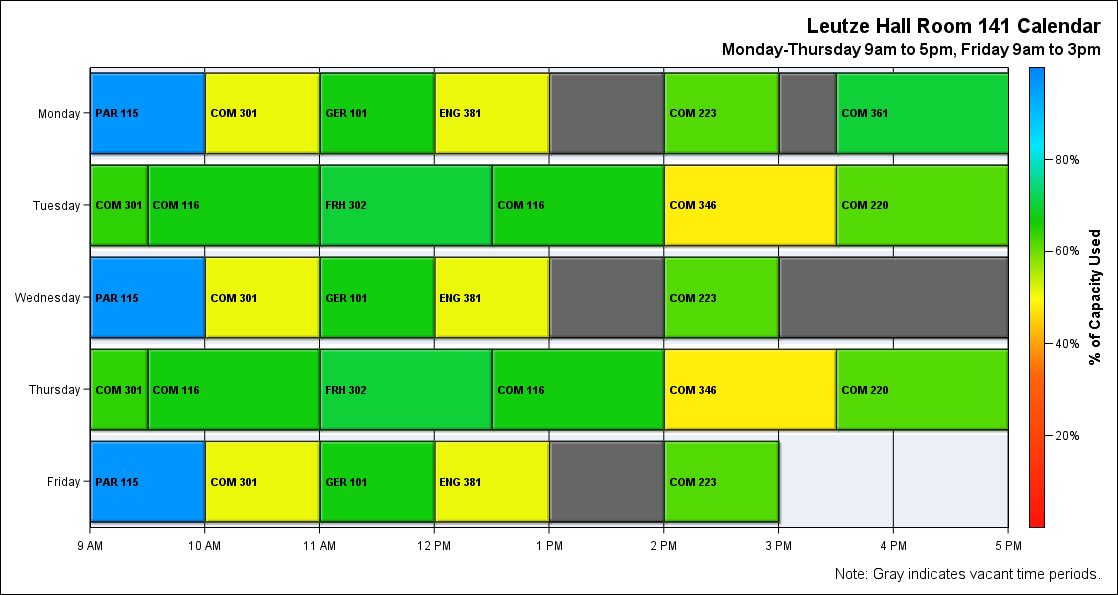 Leutze Hall Room 141 Calendar
Monday-Thursday 9am to 5pm, Friday 9am to 3pm
Monday PAR 115 COM 301 GER 101 ENG 381 COM 223 COM 361
80%
Tuesday COM 301 COM 116 FRH 302 COM 116 COM 346 COM 220
60%
% of Capacity Used
Wednesday PAR 115 COM 301 GER 101 ENG 381 COM 223
40%
Thursday COM 301 COM 116 FRH 302 COM 116 COM 346 COM 220
20%
Friday PAR 115 COM 301 GER 101 ENG 381 COM 223
9 AM 10 AM 11 AM 12 PM 1 PM 2 PM 3 PM 4 PM 5 PM
Note: Gray indicates vacant time periods.